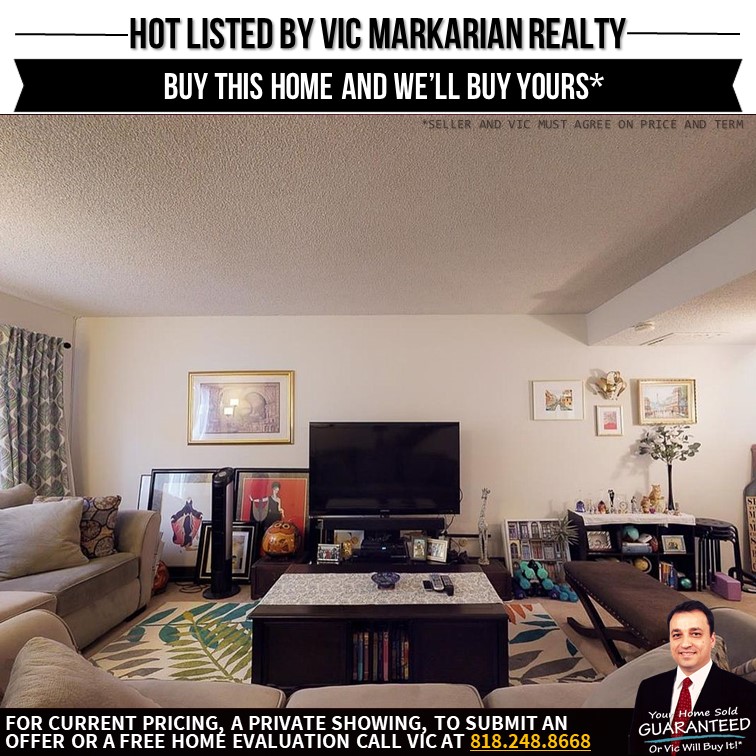 HOT LISTED BY VIC MARKARIAN REALTY
BUY THIS HOME AND WE'LL BUY YOURS*
*SELLER AND VIC MUST AGREE ON PRICE AND TERM
Your Home Sold
GUARANTEED
Or Vic Will Buy It!
FOR CURRENT PRICING, A PRIVATE SHOWING, TO SUBMIT AN
OFFER OR A FREE HOME EVALUATION CALL VIC AT 818.248.8668